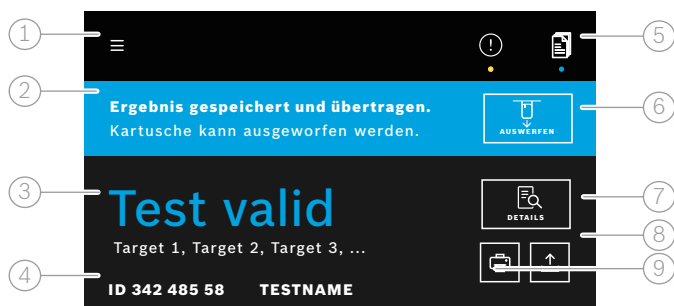 1
5
2
Ergebnis gespeichert und übertragen.
Kartusche kann ausgeworfen werden.
AUSWERFEN
6
3
Test valid
Target 1, Target 2, Target 3, ...
DETAILS
7
8
9
4
ID 342 485 58 TESTNAME